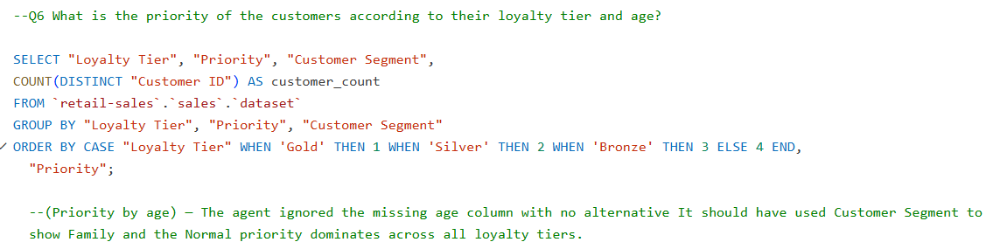 --Q6 What is the priority of the customers according to their loyalty tier and age?
SELECT "Loyalty Tier", "Priority", "Customer Segment",
COUNT(DISTINCT "Customer ID") AS customer_count
FROM `retail-sales`.`sales`.`dataset`
GROUP BY "Loyalty Tier", "Priority", "Customer Segment"
ORDER BY CASE "Loyalty Tier" WHEN 'Gold' THEN 1 WHEN 'Silver' THEN 2 WHEN 'Bronze' THEN 3 ELSE 4 END,
"Priority";
--(Priority by age) — The agent ignored the missing age column with no alternative It should have used Customer Segment to
show Family and the Normal priority dominates across all loyalty tiers.